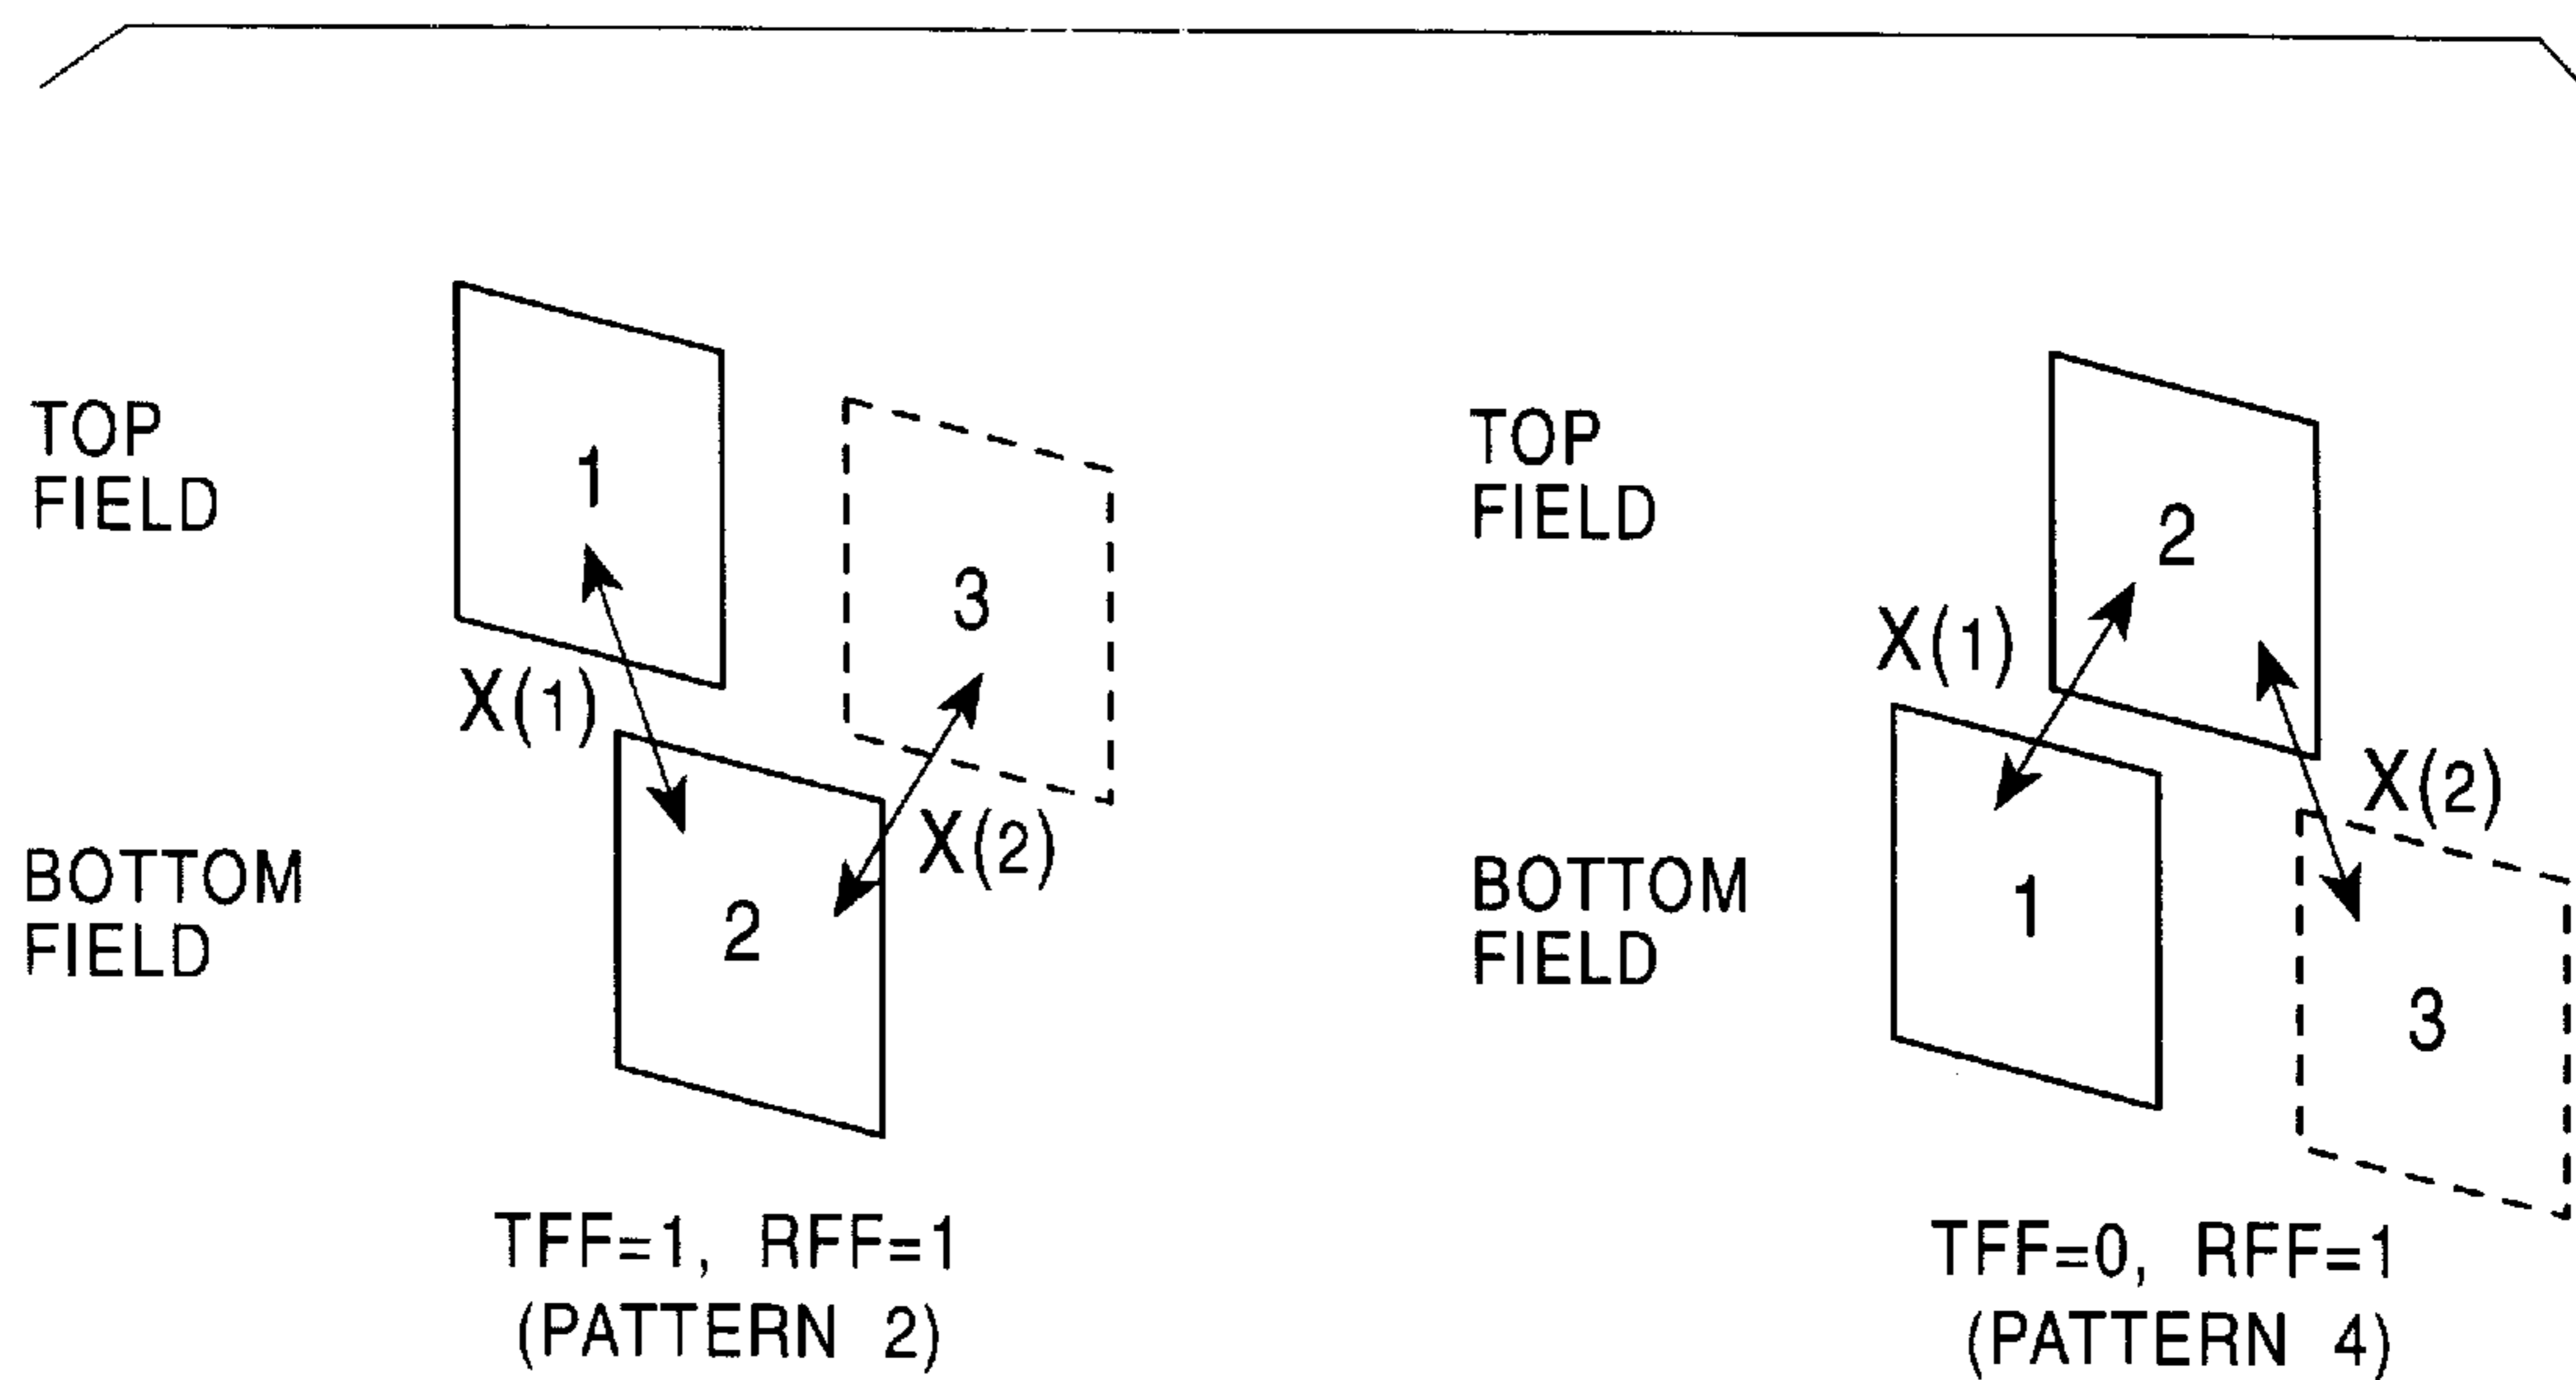 TOP
FIELD
1
3
X(1)
BOTTOM
FIELD
2
X(2)
TFF=1, RFF=1
(PATTERN 2)
TOP
FIELD
2
X(1)
X(2)
BOTTOM
FIELD
1
3
TFF=0, RFF=1
(PATTERN 4)